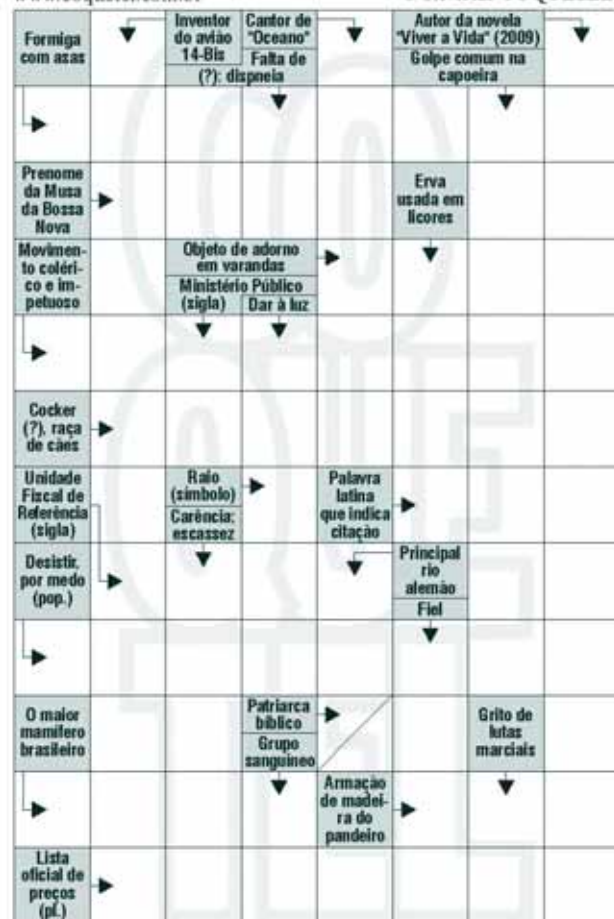 Formiga
com asas
Inventor
do avião
14-Bis
Cantor de
"Oceano"
Falta de
(?): dispneia
Autor da novela
"Viver a Vida" (2009)
Golpe comum na
capoeira
Prenome
da Musa
da Bossa
Nova
Erva
usada em
licores
Movimen-
to coléri-
co e im-
petuoso
Objeto de adorno
em varandas
Ministério Público
(sigla)
Dar à luz
Cocker
(?), raça
de cães
Unidade
Fiscal de
Referência
(sigla)
Raio
(símbolo)
Carência;
escassez
Palavra
latina
que indica
citação
Desistir,
por medo
(pop.)
Principal
rio
alemão
Fiel
O maior
mamífero
brasileiro
Patriarca
bíblico
Grupo
sanguíneo
Grito de
lutas
marciais
Armação
de madei-
ra do
pandeiro
Lista
oficial de
preços
(pl.)